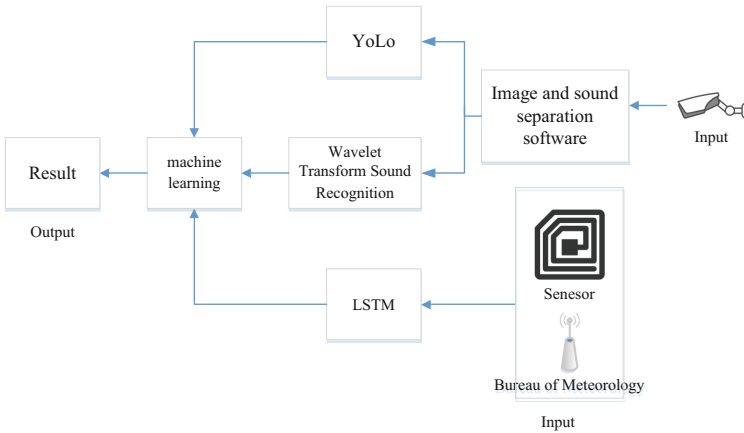 YoLo
Image and sound
separation
software
Input
Wavelet
Transform Sound
Recognition
machine
learning
Result
Output
LSTM
Senesor
Bureau of Meteorology
Input